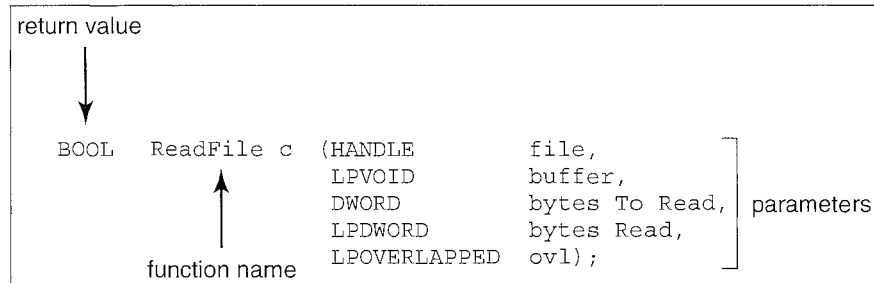 return value
BOOL ReadFile c (HANDLE file,
LPVOID buffer,
DWORD bytes To Read,
LPDWORD bytes Read,
LPOVERLAPPED ovl);
parameters
function name